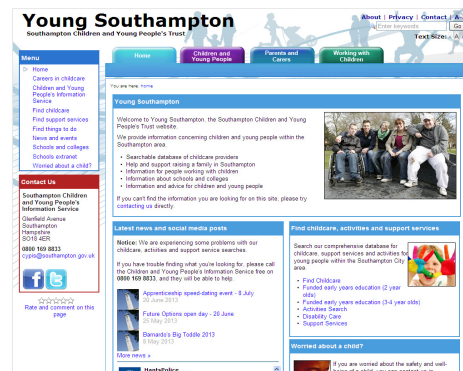 Young Southampton
Southampton Children and Young People's Trust
About | Privacy | Contact | A-
Enter keywords Go
Text Size: A
Home
Children and
Young People
Parents and
Carers
Working with
Children
You are here: home
Menu
Home
Careers in childcare
Children and
Young People's
Information
Service
Find childcare
Find support services
Find things to do
News and events
Schools and colleges
Schools extranet
Worried about a child?
Contact Us
Southampton Children
and Young People's
Information Service
Glenfield Avenue
Southampton
Hampshire
SO18 4ER
0800 169 8833
cypis@southampton.gov.uk
Rate and comment on this
page
Young Southampton
Welcome to Young Southampton, the Southampton Children and Young
People's Trust website.
We provide information concerning children and young people within the
Southampton area.
Searchable database of childcare providers
Help and support raising a family in Southampton
Information for people working with children
Information about schools and colleges
Information and advice for children and young people
If you can't find the information you are looking for on this site, please try
contacting us directly.
Latest news and social media posts
Notice: We are experiencing some problems with our
childcare, activities and support service searches.
If you have trouble finding what you're looking for, please call
the Children and Young People's Information Service free on
0800 169 8833, and they will be able to help.
Apprenticeship speed-dating event - 8 July
20 June 2013
Future Options open day - 20 June
26 May 2013
Barnardo's Big Toddle 2013
8 May 2013
More news »
HantsPolice
Find childcare, activities and support services
Search our comprehensive database for
childcare, support services and activities for
young people within the Southampton City
area.
Find Childcare
Funded early years education (2 year
olds)
Funded early years education (3-4 year olds)
Activities Search
Disability Care
Support Services
Worried about a child?
If you are worried about the safety and well-